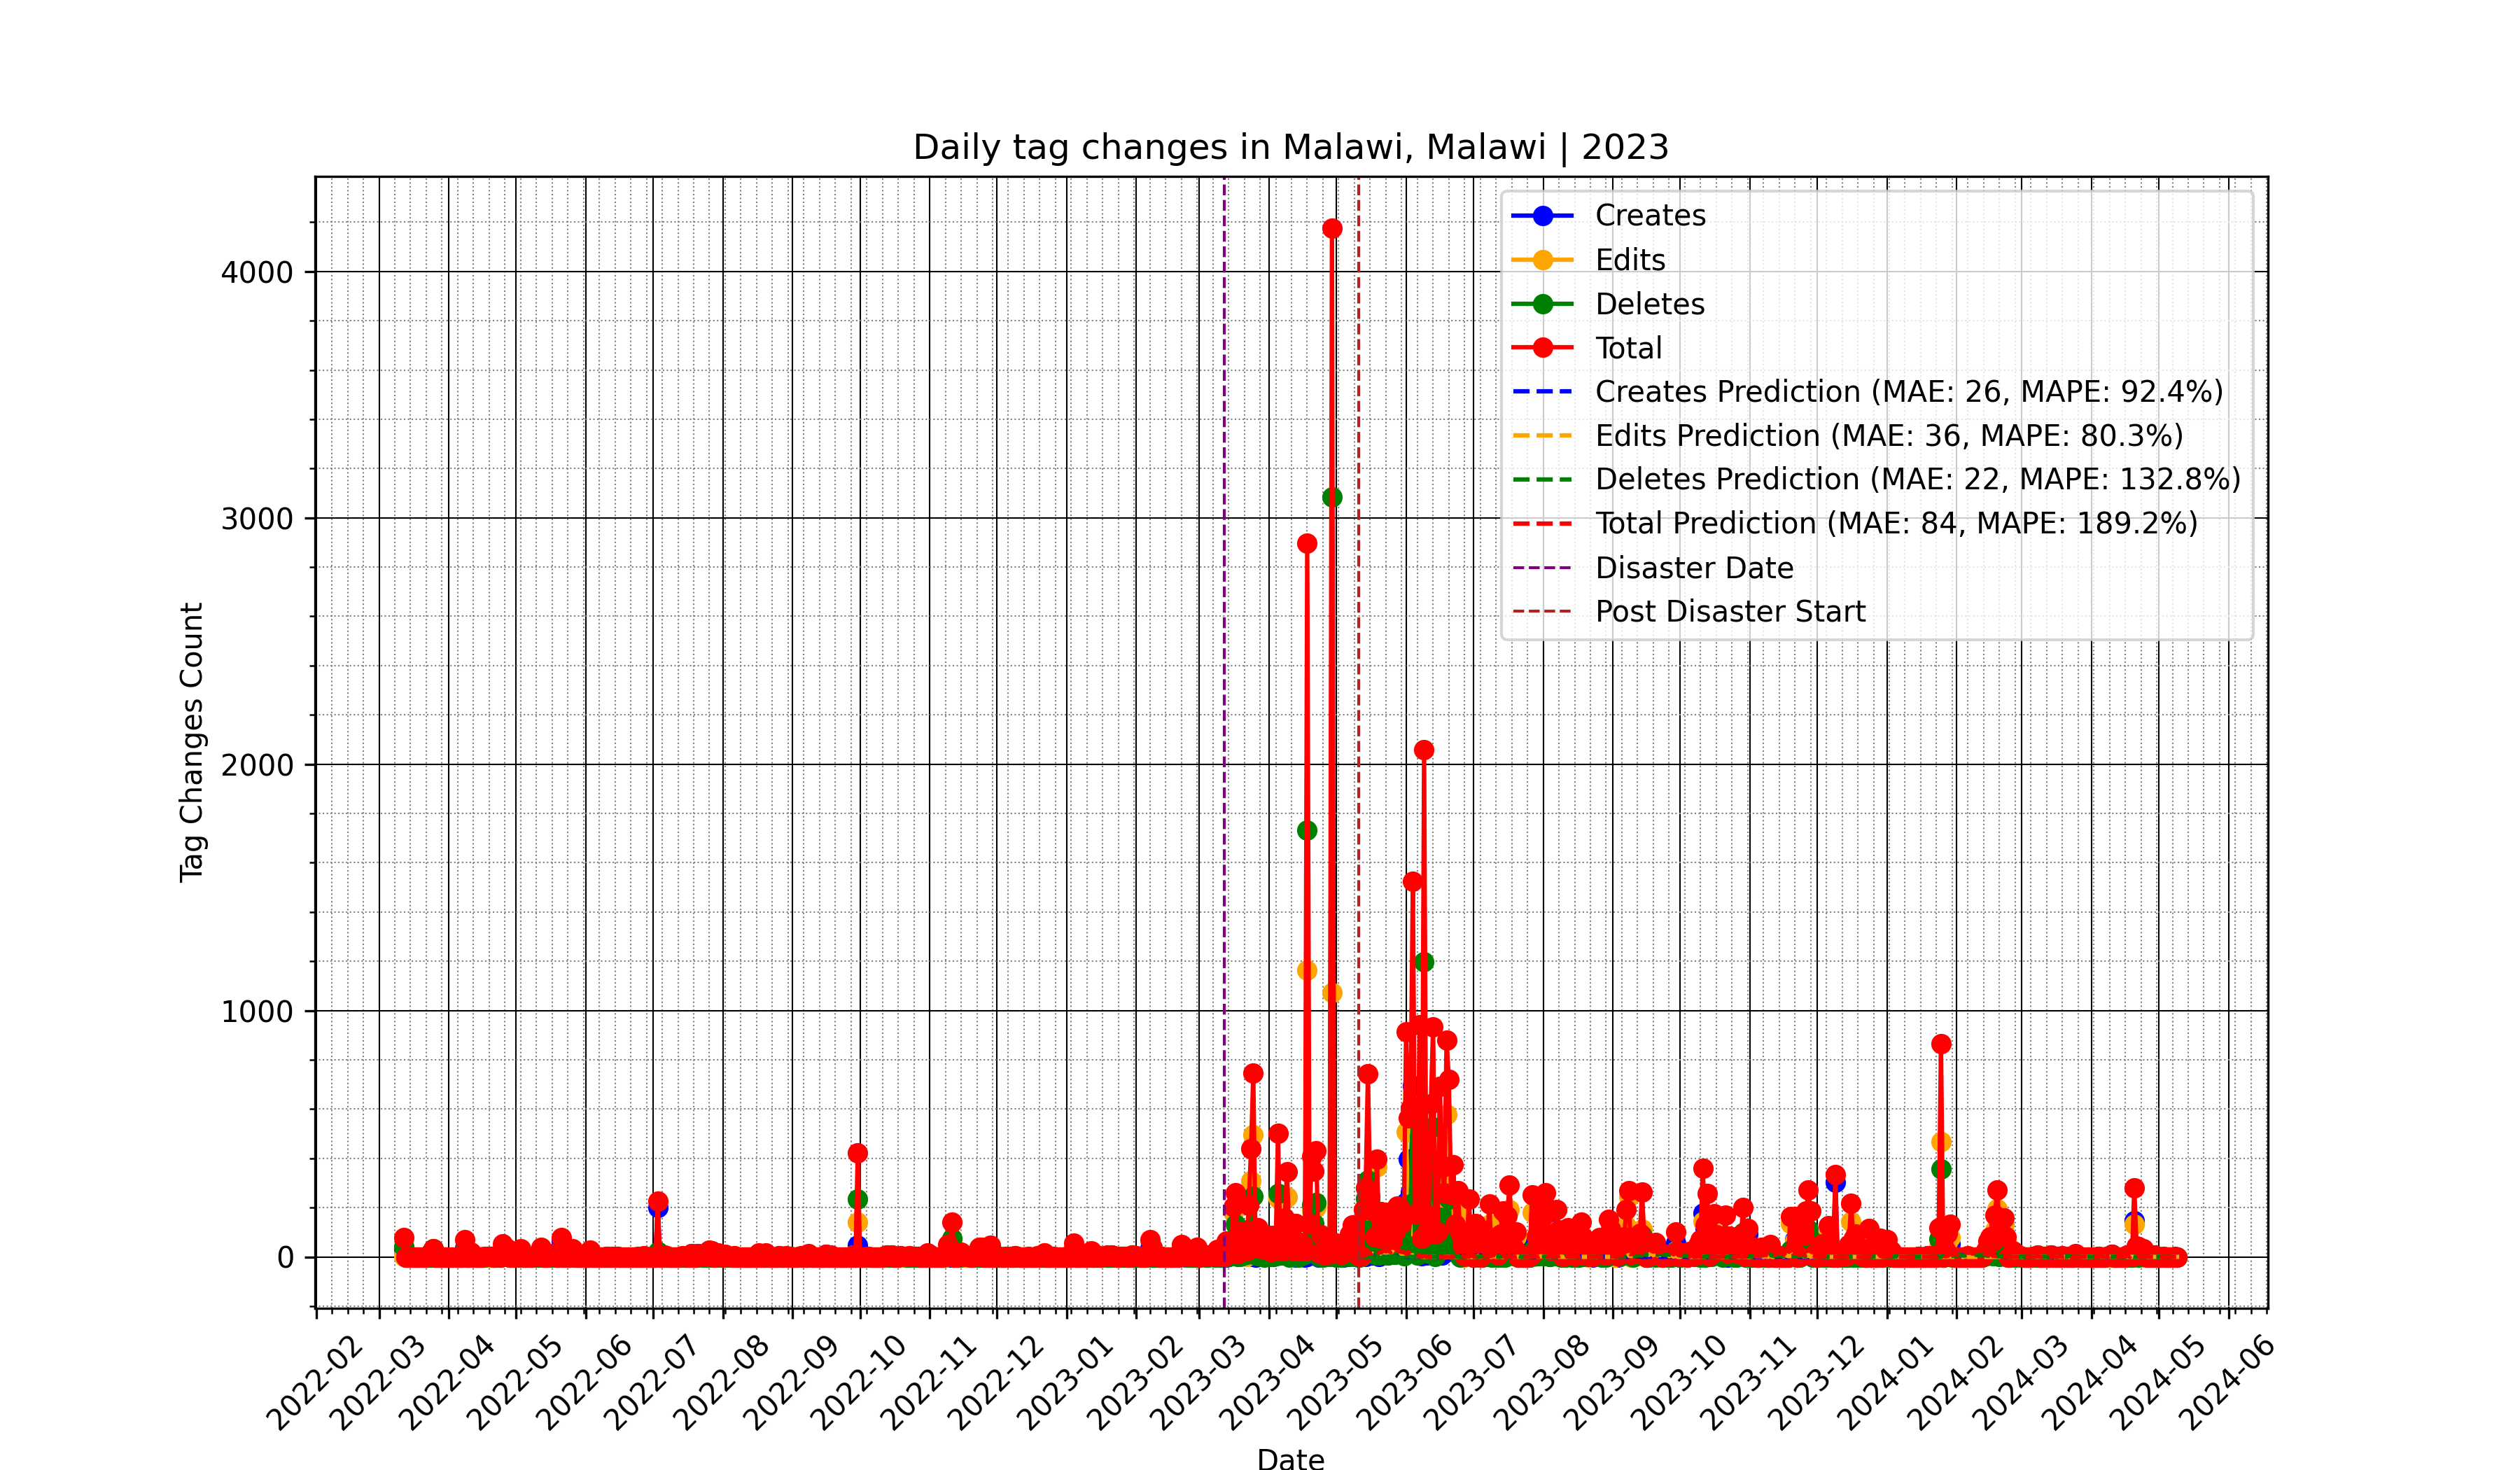 Daily tag changes in Malawi, Malawi | 2023
Creates
Edits
Deletes
Total
Creates Prediction (MAE: 26, MAPE: 92.4%)
Edits Prediction (MAE: 36, MAPE: 80.3%)
Deletes Prediction (MAE: 22, MAPE: 132.8%)
Total Prediction (MAE: 84, MAPE: 189.2%)
Disaster Date
Post Disaster Start
Tag Changes Count
4000
3000
2000
1000
0
2022-02
2022-03
2022-04
2022-05
2022-06
2022-07
2022-08
2022-09
2022-10
2022-11
2022-12
2023-01
2023-02
2023-03
2023-04
2023-05
2023-06
2023-07
2023-08
2023-09
2023-10
2023-11
2023-12
2024-01
2024-02
2024-03
2024-04
2024-05
2024-06
Date